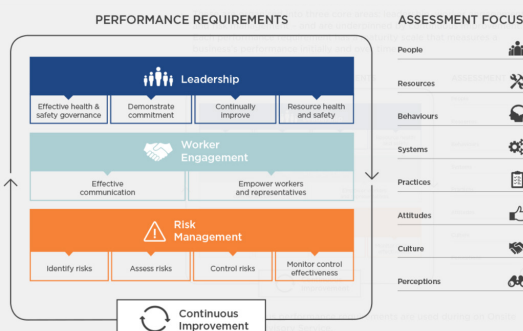 PERFORMANCE REQUIREMENTS
Leadership
Effective health &
safety governance
Demonstrate
commitment
Continually
improve
Resource health
and safety
Worker
Engagement
Effective
communication
Empower workers
and representatives
Risk
Management
Identify risks
Assess risks
Control risks
Monitor control
effectiveness
Continuous
Improvement
ASSESSMENT FOCUS
People
Resources
Behaviours
Systems
Practices
Attitudes
Culture
Perceptions